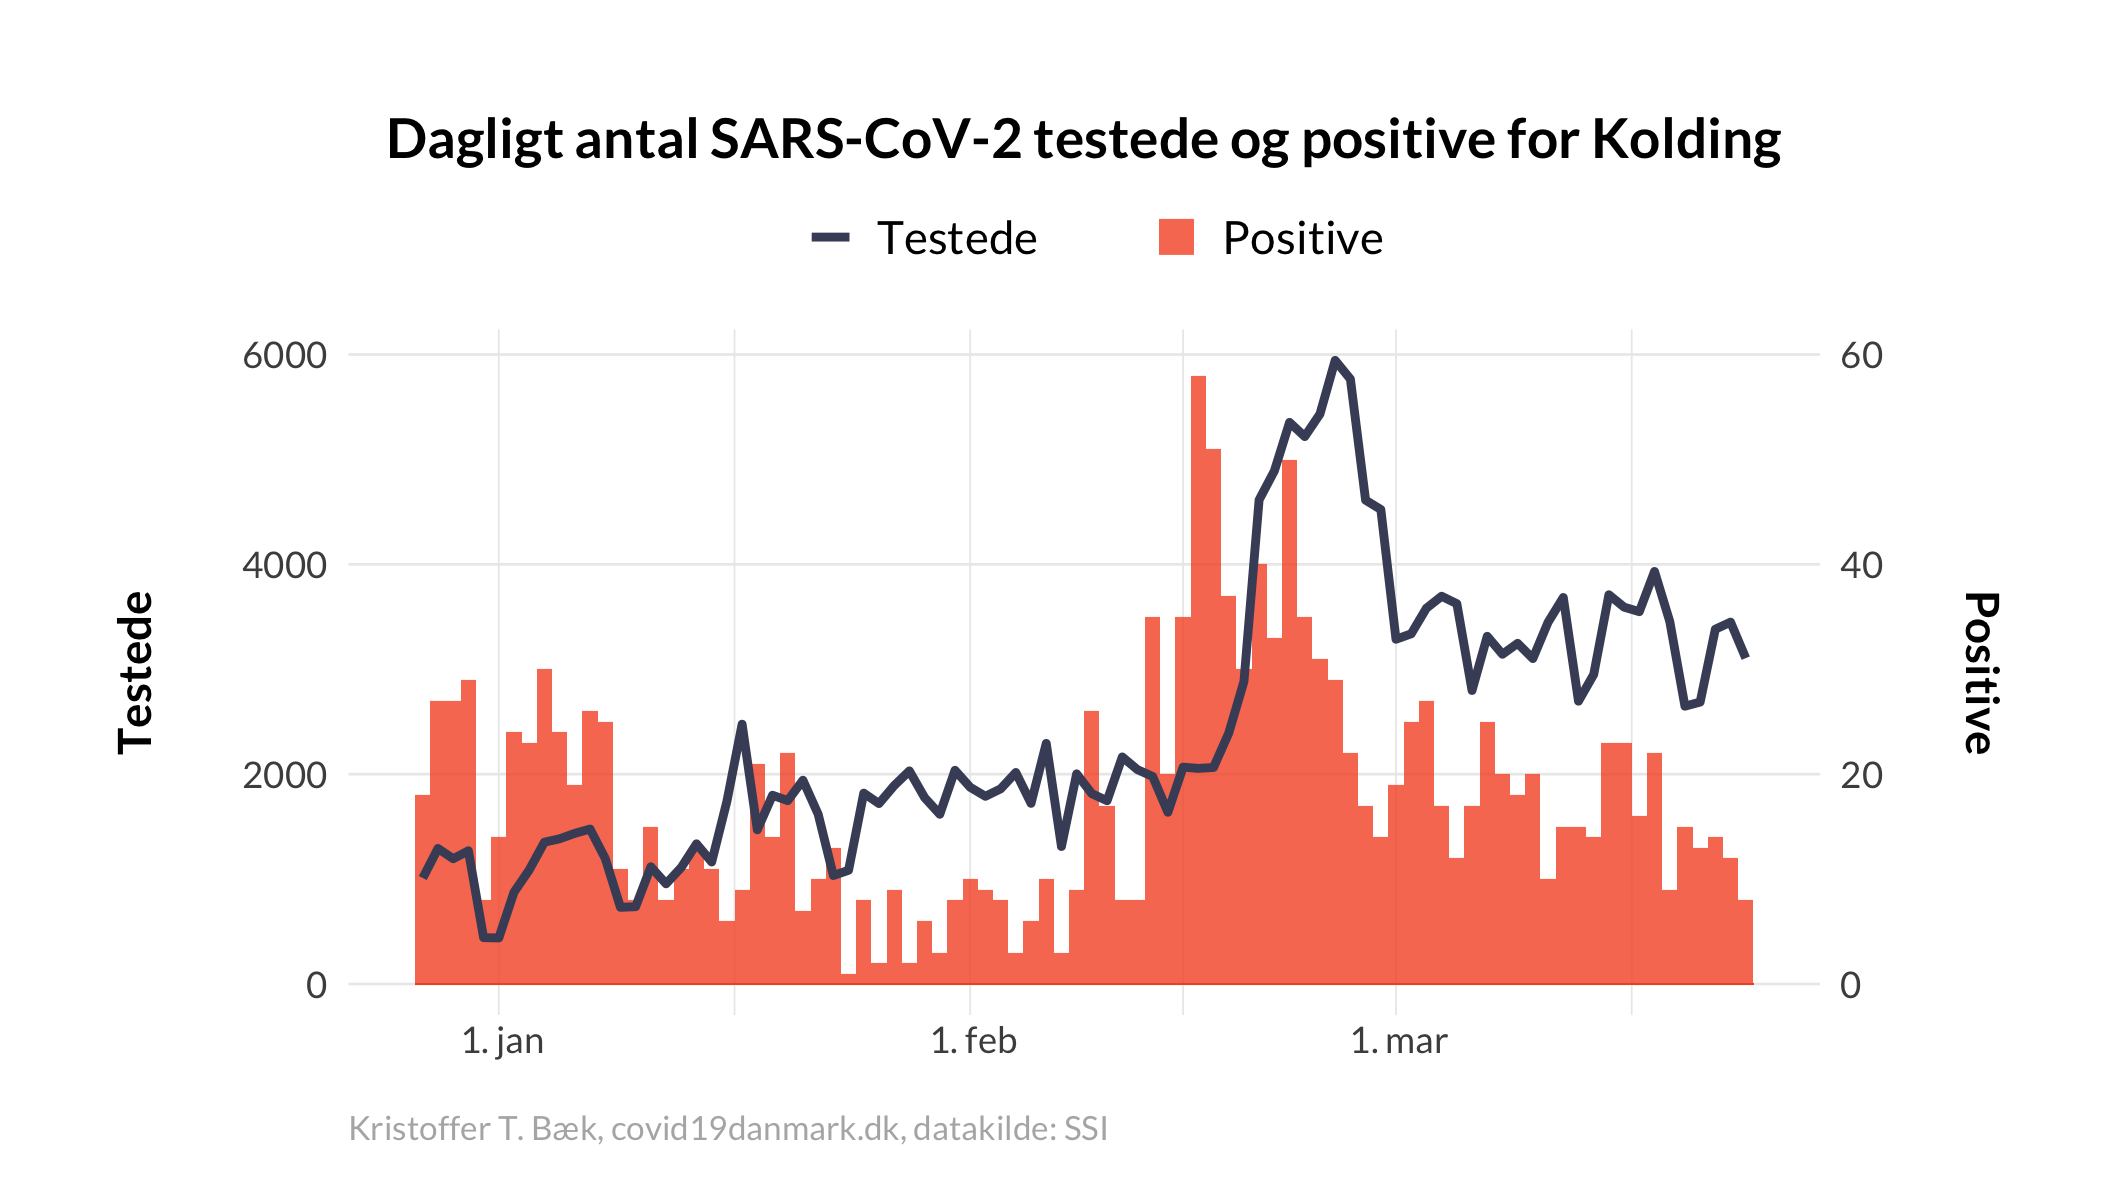 Dagligt antal SARS-CoV-2 testede og positive for Kolding
Testede
Positive
6000
4000
2000
0
Testede
60
40
20
0
Positive
1. jan
1. feb
1. mar
Kristoffer T. Bæk, covid19danmark.dk, datakilde: SSI